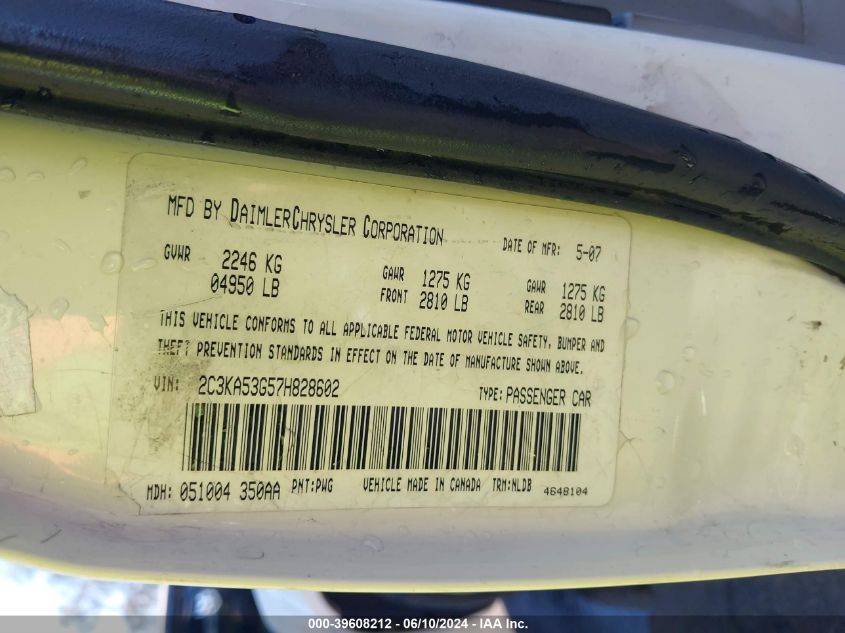 MFD BY DAIMLERCHRYSLER CORPORATION DATE OF MFR: 5-07
GVWR 2246 KG GAWR 1275 KG GAWR 1275 KG
04950 LB FRONT 2810 LB REAR 2810 LB
THIS VEHICLE CONFORMS TO ALL APPLICABLE FEDERAL MOTOR VEHICLE SAFETY, BUMPER AND
THEFT PREVENTION STANDARDS IN EFFECT ON THE DATE OF MANUFACTURE SHOWN ABOVE.
VIN: 2C3KA53G57H828602 TYPE: PASSENGER CAR
MDH: 051004 350AA PNT:PWG VEHICLE MADE IN CANADA TRM:NLDB 4648104
000-39608212 - 06/10/2024 - IAA Inc.